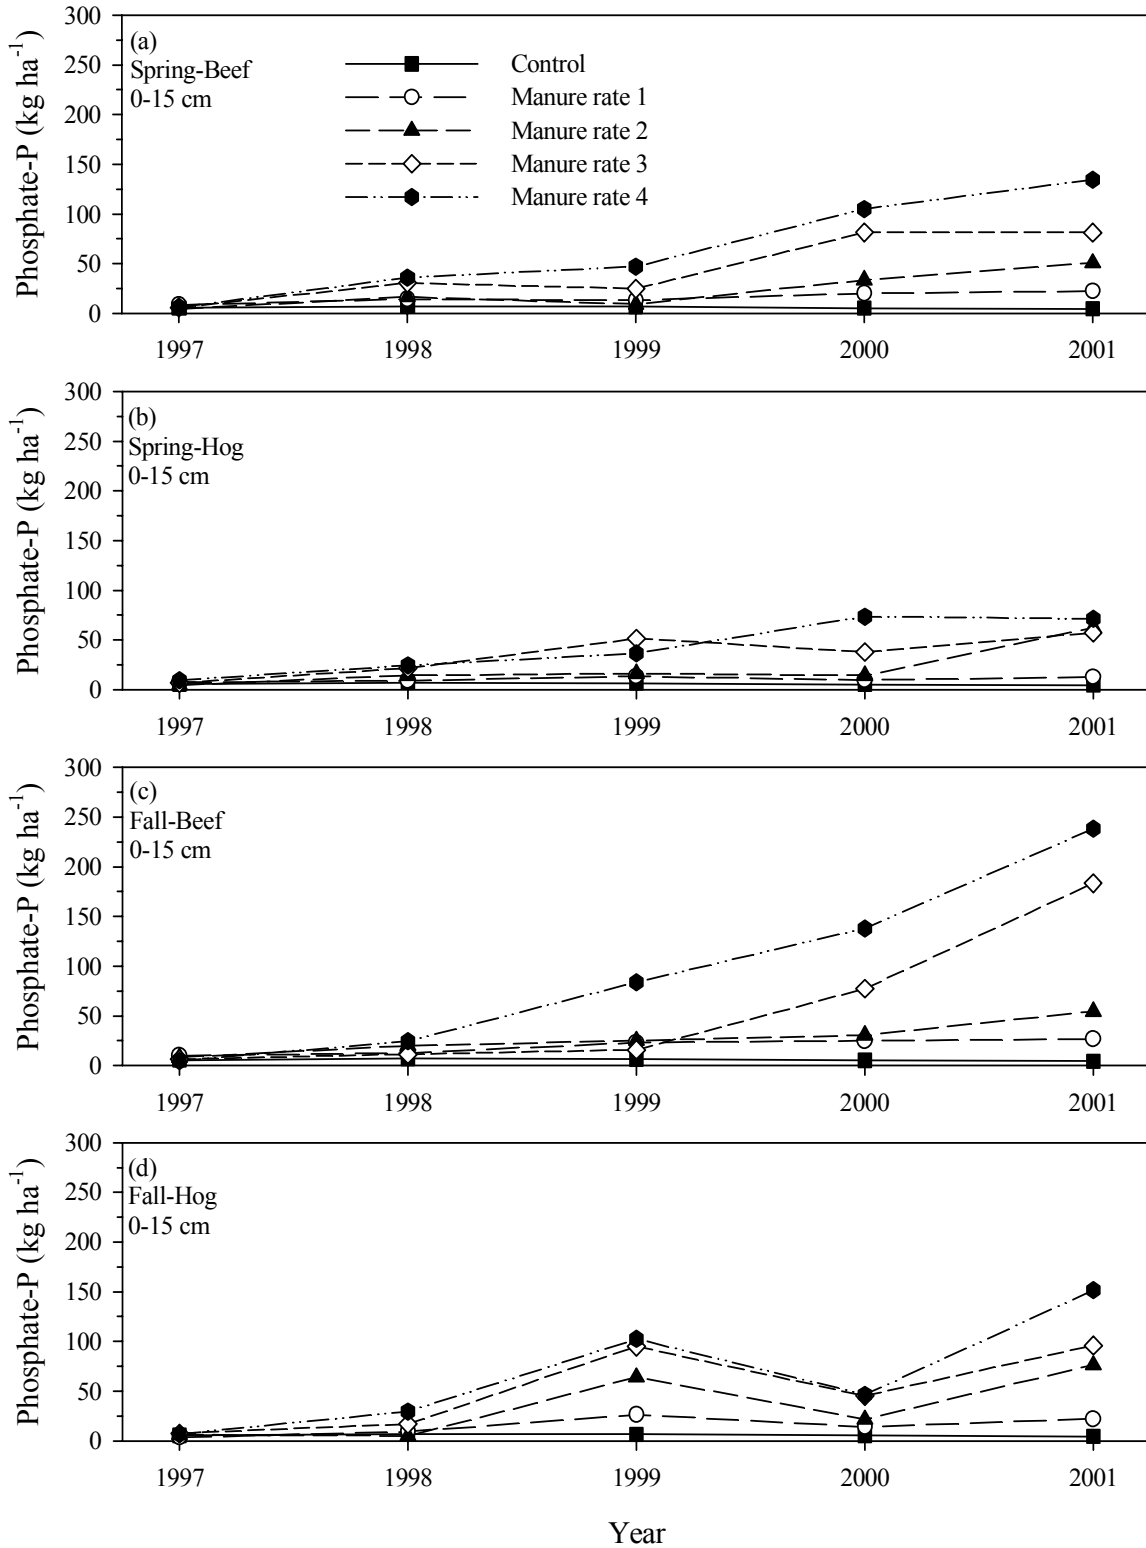 300
250
200
150
100
50
0
Phosphate-P (kg ha⁻¹)
(a)
Spring-Beef
0-15 cm
Control
Manure rate 1
Manure rate 2
Manure rate 3
Manure rate 4
1997 1998 1999 2000 2001
300
250
200
150
100
50
0
Phosphate-P (kg ha⁻¹)
(b)
Spring-Hog
0-15 cm
1997 1998 1999 2000 2001
300
250
200
150
100
50
0
Phosphate-P (kg ha⁻¹)
(c)
Fall-Beef
0-15 cm
1997 1998 1999 2000 2001
300
250
200
150
100
50
0
Phosphate-P (kg ha⁻¹)
(d)
Fall-Hog
0-15 cm
1997 1998 1999 2000 2001
Year